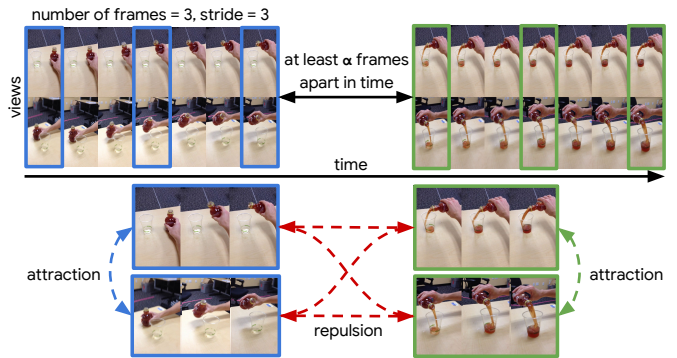 number of frames = 3, stride = 3
views
at least α frames
apart in time
time
attraction
attraction
repulsion